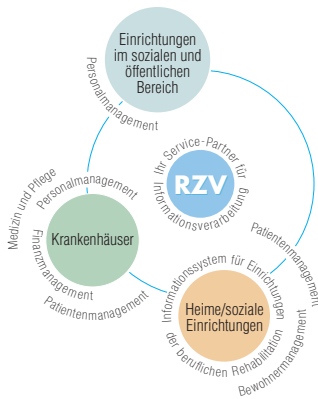 Einrichtungen
im sozialen und
öffentlichen
Bereich
Personalmanagement
Ihr Service-Partner für
RZV
Informationsverarbeitung
Medizin und Pflege
Personalmanagement
Krankenhäuser
Finanzmanagement
Patientenmanagement
Patientenmanagement
Informationssystem für Einrichtungen
Heime/soziale
Einrichtungen
der beruflichen Rehabilitation
Bewohnermanagement